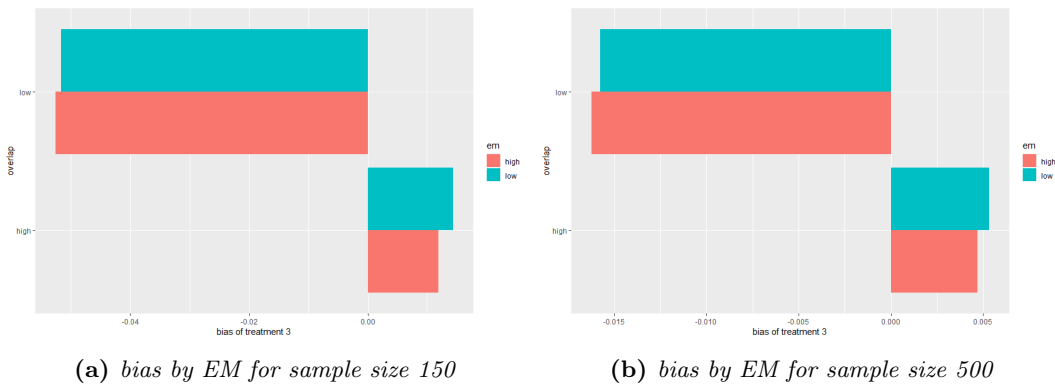 overlap
low
high
-0.04
-0.02
0.00
bias of treatment 3
em
high
low
overlap
low
high
-0.015
-0.010
-0.005
0.000
0.005
bias of treatment 3
em
high
low
(a) bias by EM for sample size 150
(b) bias by EM for sample size 500